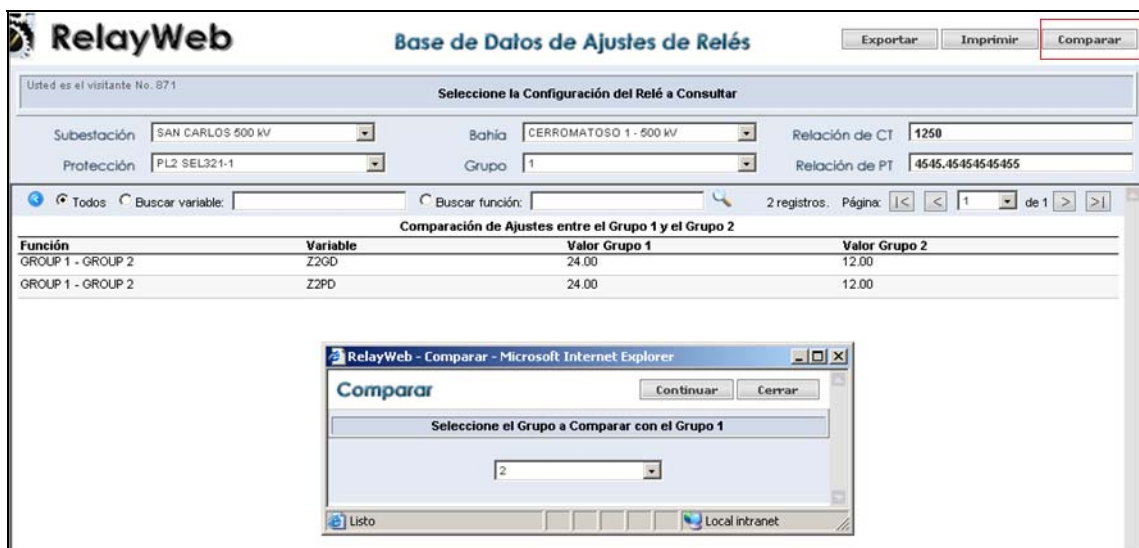 RelayWeb Base de Datos de Ajustes de Relés Exportar Imprimir Comparar
Usted es el visitante No. 871
Seleccione la Configuración del Relé a Consultar
Subestación SAN CARLOS 500 kV Bahía CERROMATOSO 1 - 500 kV Relación de CT 1250
Protección PL2 SEL321-1 Grupo 1 Relación de PT 4545.45454545455
Todos Buscar variable: Buscar función: 2 registros. Página: |< < 1 de 1 > >|
Comparación de Ajustes entre el Grupo 1 y el Grupo 2
Función Variable Valor Grupo 1 Valor Grupo 2
GROUP 1 - GROUP 2 Z2GD 24.00 12.00
GROUP 1 - GROUP 2 Z2PD 24.00 12.00
RelayWeb - Comparar - Microsoft Internet Explorer
Comparar Continuar Cerrar
Seleccione el Grupo a Comparar con el Grupo 1
2
Listo Local intranet